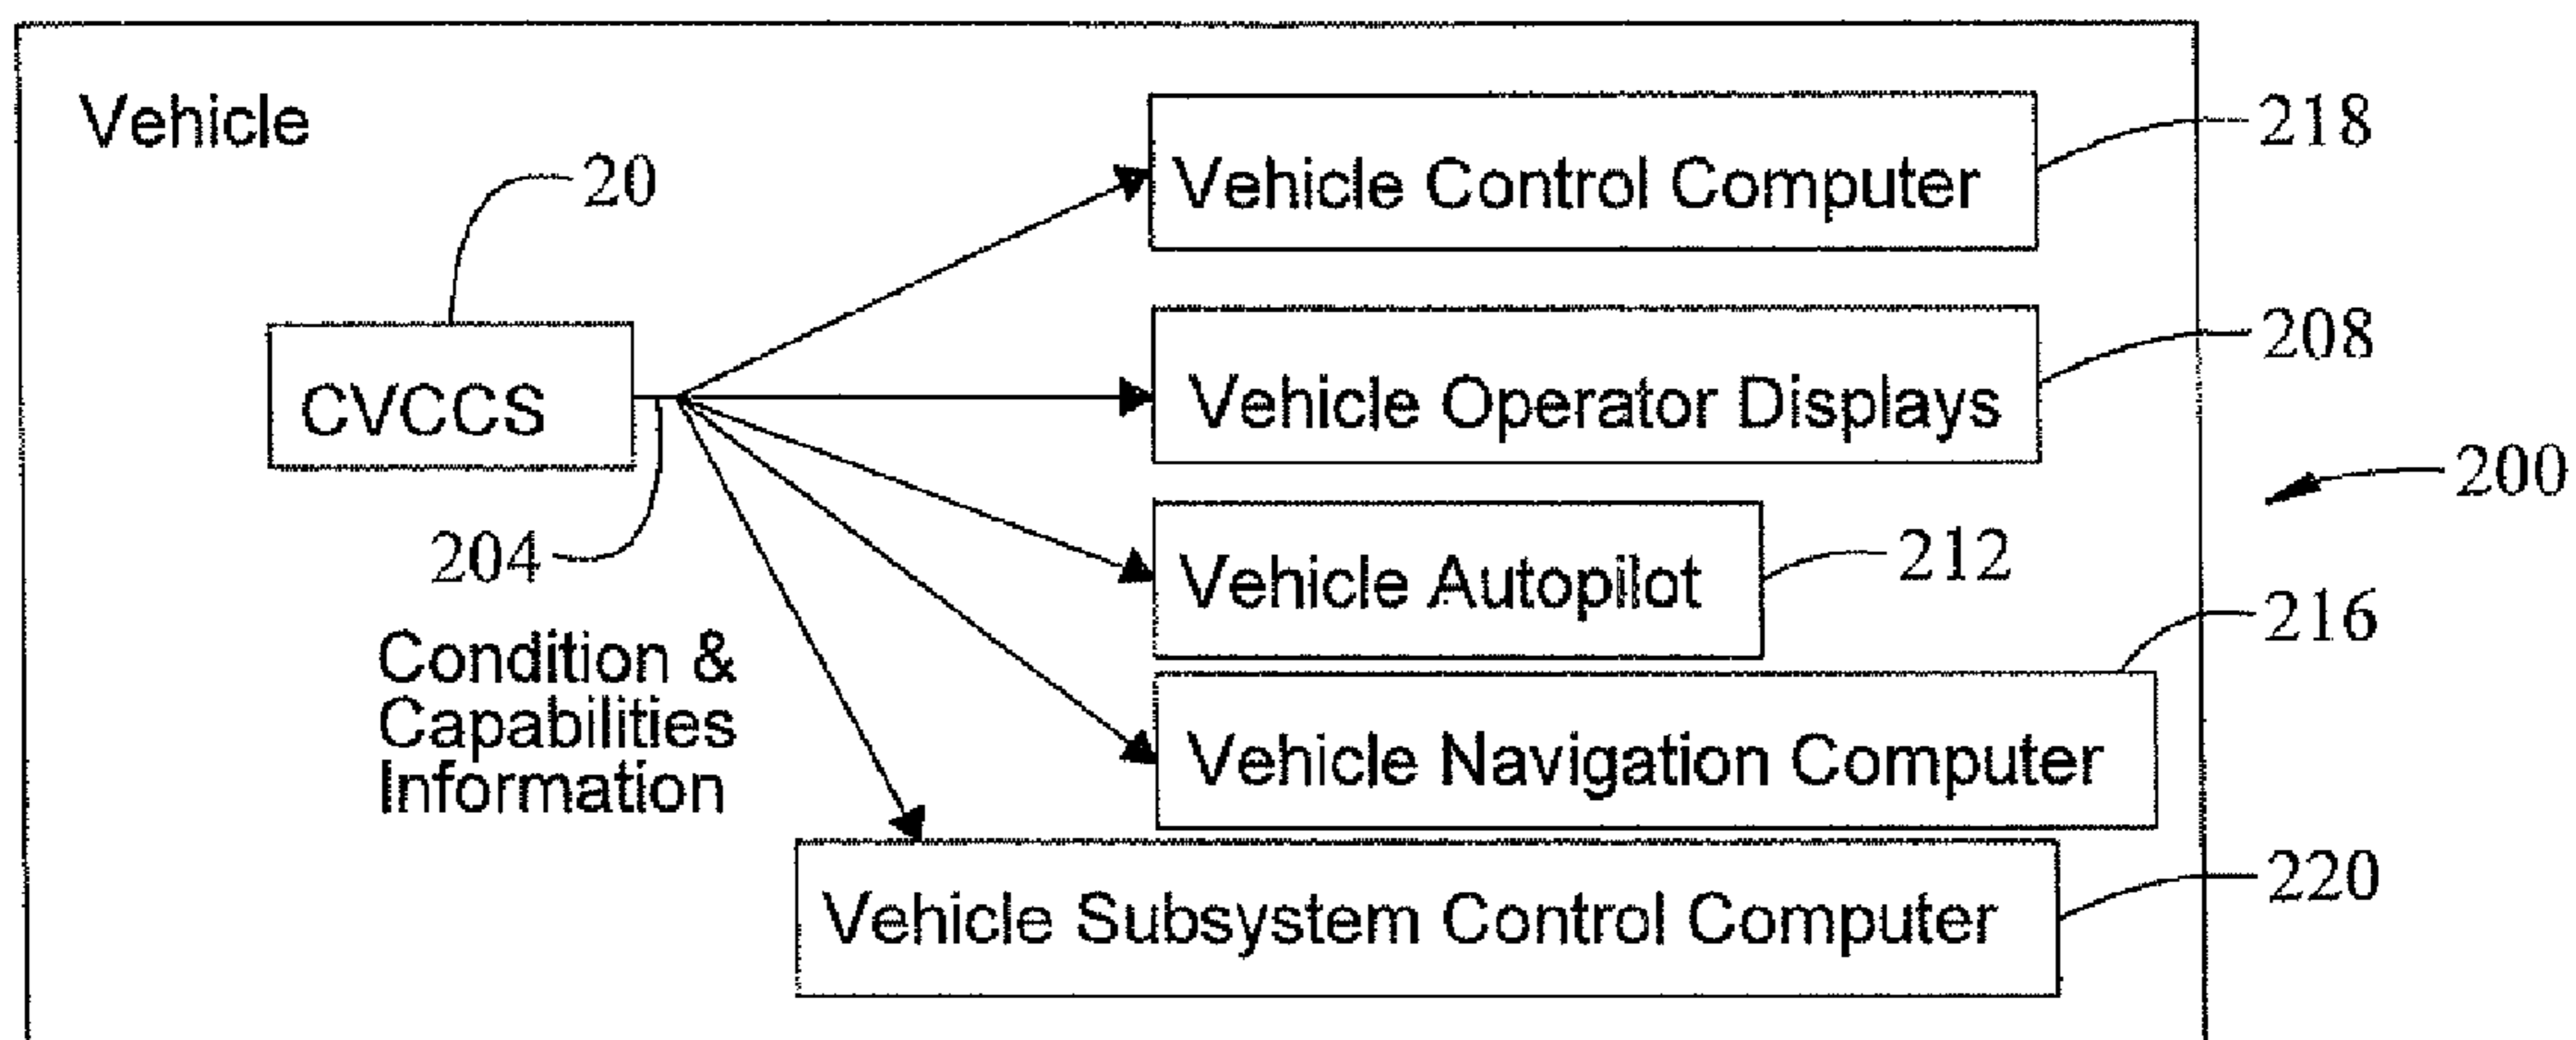 Vehicle
218
Vehicle Control Computer
20
208
CVCCS
Vehicle Operator Displays
200
204
212
Vehicle Autopilot
216
Condition &
Capabilities
Information
Vehicle Navigation Computer
220
Vehicle Subsystem Control Computer